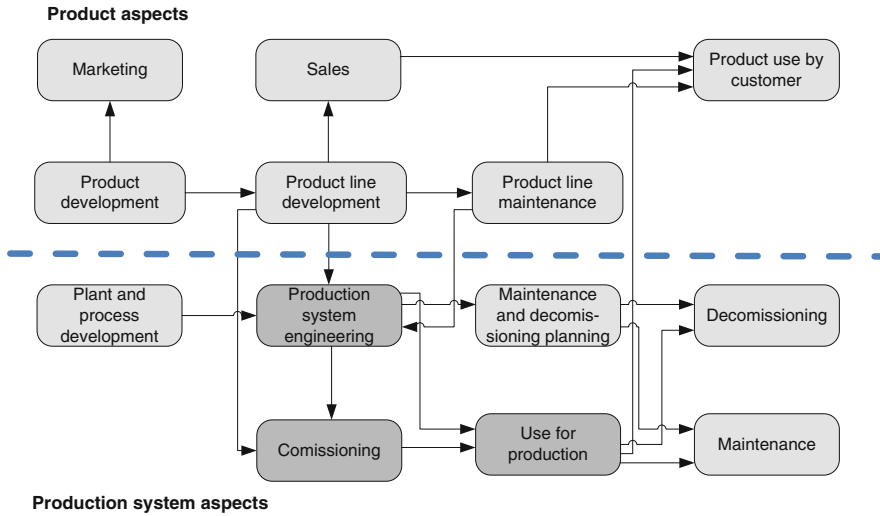 Product aspects
Marketing
Sales
Product use by
customer
Product
development
Product line
development
Product line
maintenance
Plant and
process
development
Production
system
engineering
Maintenance
and decomis-
sioning planning
Decomissioning
Comissioning
Use for
production
Maintenance
Production system aspects